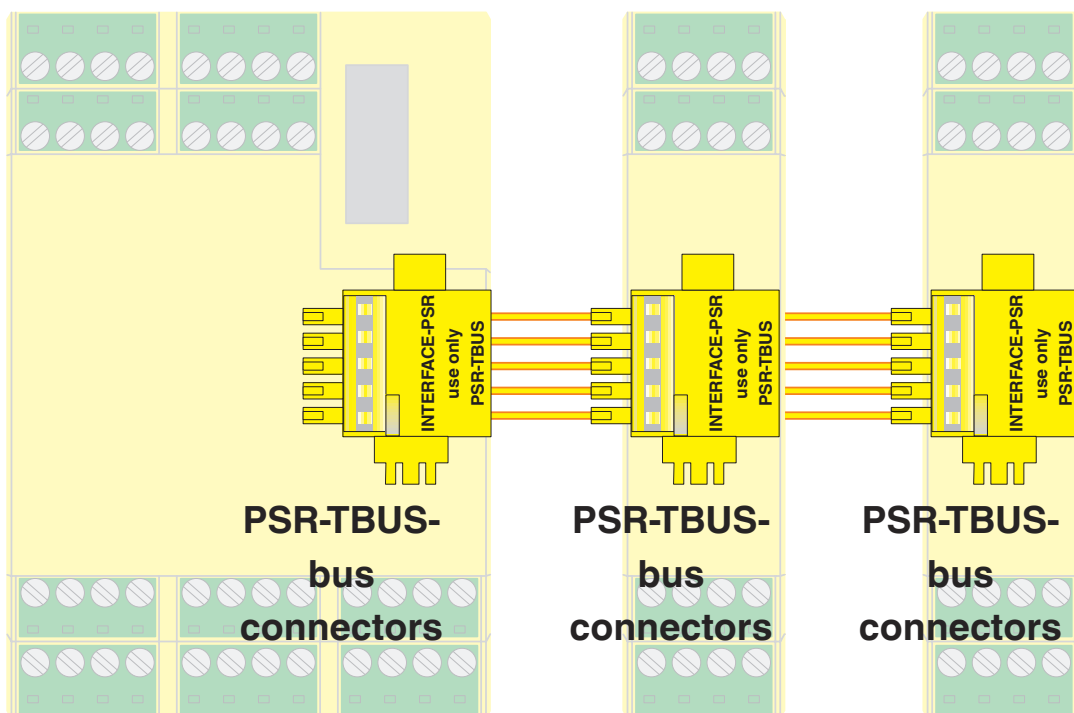 INTERFACE-PSR
use only
PSR-TBUS
INTERFACE-PSR
use only
PSR-TBUS
INTERFACE-PSR
use only
PSR-TBUS
PSR-TBUS-
bus
connectors
PSR-TBUS-
bus
connectors
PSR-TBUS-
bus
connectors